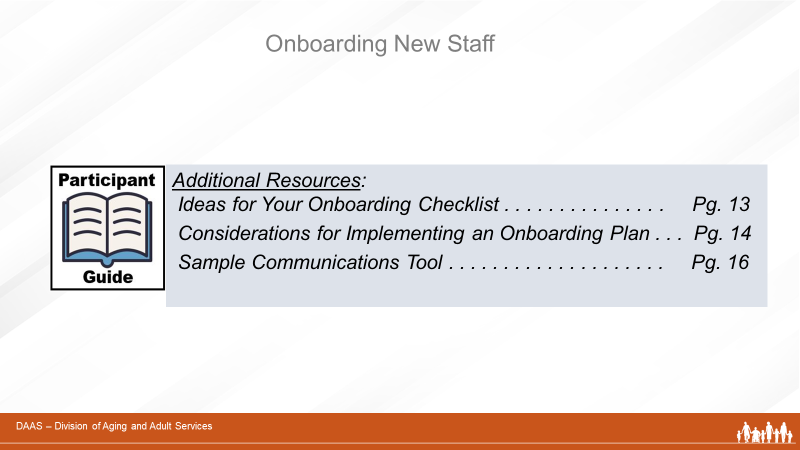 Onboarding New Staff
Participant
Guide
Additional Resources:
Ideas for Your Onboarding Checklist . . . . . . . . . . . . . . . Pg. 13
Considerations for Implementing an Onboarding Plan . . . Pg. 14
Sample Communications Tool . . . . . . . . . . . . . . . . . . . . Pg. 16
DAAS – Division of Aging and Adult Services